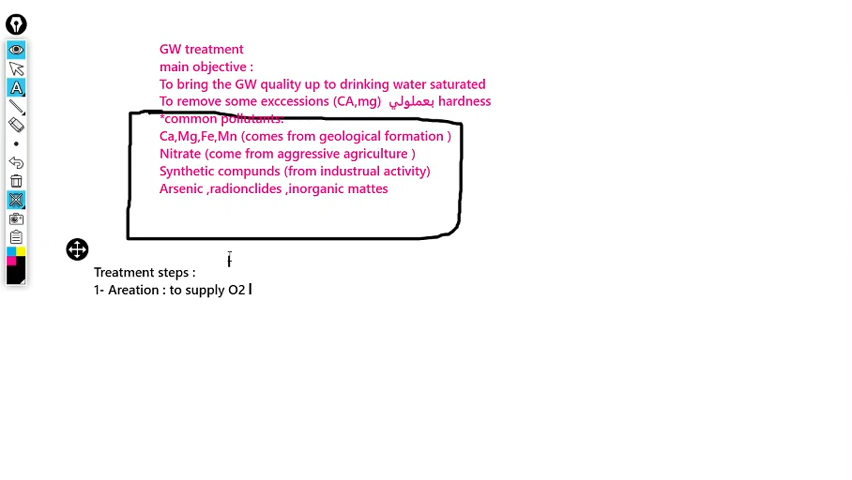 GW treatment
main objective :
To bring the GW quality up to drinking water saturated
To remove some exccessions (CA,mg) بعملولي hardness
*common pollutants:
Ca,Mg,Fe,Mn (comes from geological formation )
Nitrate (come from aggressive agriculture )
Synthetic compunds (from industrual activity)
Arsenic ,radionclides ,inorganic mattes
Treatment steps :
1- Areation : to supply O2